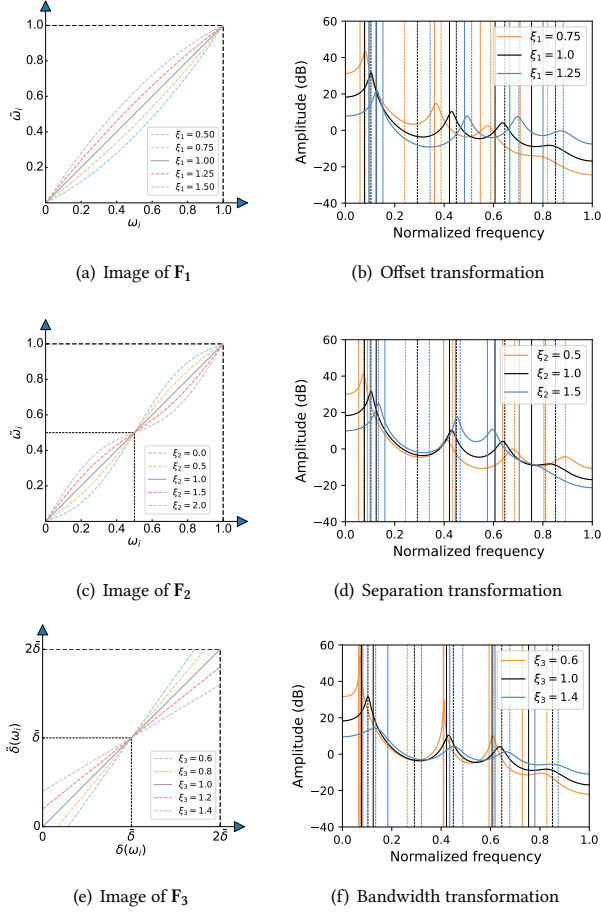 1.0
0.8
0.6
0.4
0.2
ω̃ᵢ
0 0.2 0.4 0.6 0.8 1.0
ωᵢ
ξ₁ = 0.50
ξ₁ = 0.75
ξ₁ = 1.00
ξ₁ = 1.25
ξ₁ = 1.50
(a) Image of F₁
60
40
20
0
−20
−40
Amplitude (dB)
0.0 0.2 0.4 0.6 0.8 1.0
Normalized frequency
ξ₁ = 0.75
ξ₁ = 1.0
ξ₁ = 1.25
(b) Offset transformation
1.0
0.8
0.6
0.4
0.2
ω̃ᵢ
0 0.2 0.4 0.6 0.8 1.0
ωᵢ
ξ₂ = 0.0
ξ₂ = 0.5
ξ₂ = 1.0
ξ₂ = 1.5
ξ₂ = 2.0
(c) Image of F₂
60
40
20
0
−20
−40
Amplitude (dB)
0.0 0.2 0.4 0.6 0.8 1.0
Normalized frequency
ξ₂ = 0.5
ξ₂ = 1.0
ξ₂ = 1.5
(d) Separation transformation
2δ̄
δ̄
0
δ̃(ωᵢ)
0 δ̄ 2δ̄
δ(ωᵢ)
ξ₃ = 0.6
ξ₃ = 0.8
ξ₃ = 1.0
ξ₃ = 1.2
ξ₃ = 1.4
(e) Image of F₃
60
40
20
0
−20
−40
Amplitude (dB)
0.0 0.2 0.4 0.6 0.8 1.0
Normalized frequency
ξ₃ = 0.6
ξ₃ = 1.0
ξ₃ = 1.4
(f) Bandwidth transformation